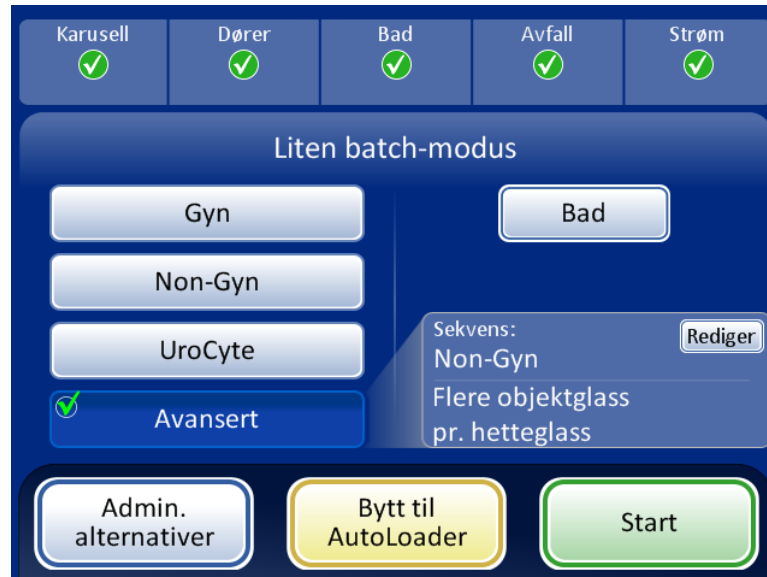 Karusell
Dører
Bad
Avfall
Strøm
Liten batch-modus
Gyn
Bad
Non-Gyn
UroCyte
Avansert
Sekvens:
Rediger
Non-Gyn
Flere objektglass
pr. hetteglass
Admin.
alternativer
Bytt til
AutoLoader
Start